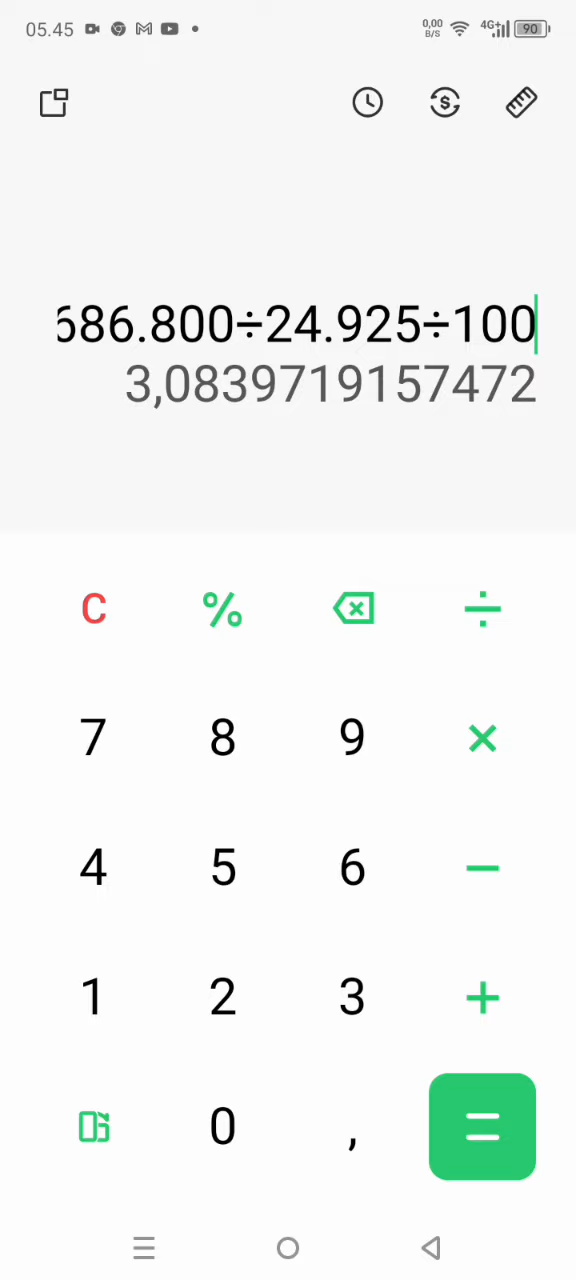 05.45 0,00 B/S 4G+ 90
686.800÷24.925÷100
3,0839719157472
C % ÷
7 8 9 ×
4 5 6 −
1 2 3 +
0 , =